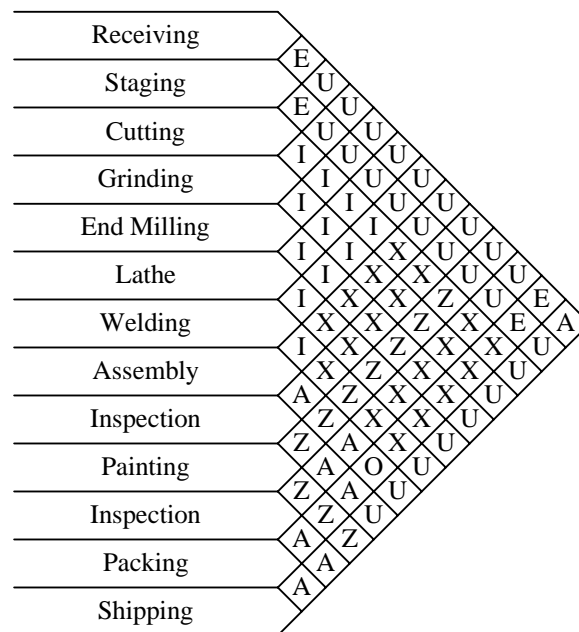 Receiving
E
Staging U
E U
Cutting U U
I U U
Grinding I U U
I I U U
End Milling I I U U
I I X U U
Lathe I X X U U
I X X Z U E
Welding X X Z X E A
I X Z X X U
Assembly X Z X X U
A Z X X U
Inspection Z X X U
Z A X U
Painting A O U
Z A U
Inspection Z U
A Z
Packing A
A
Shipping